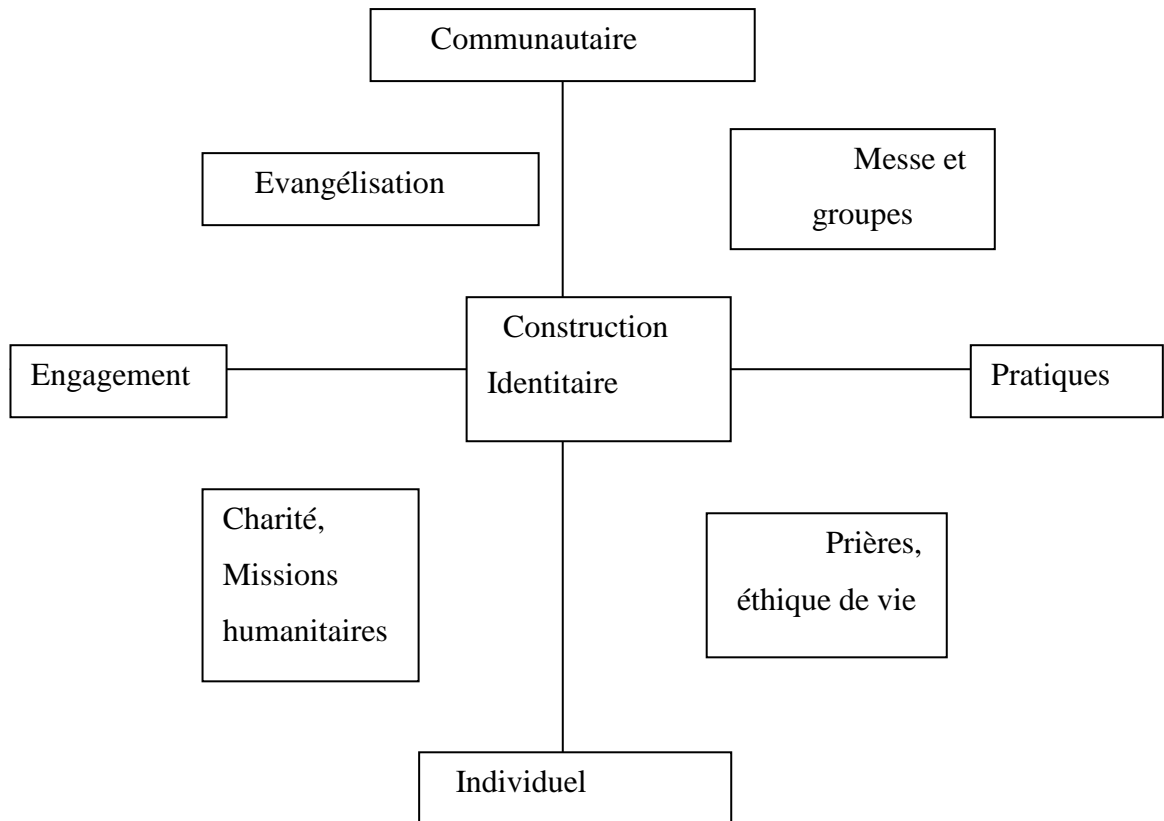 Communautaire
Evangélisation
Messe et
groupes
Construction
Identitaire
Engagement
Pratiques
Charité,
Missions
humanitaires
Prières,
éthique de vie
Individuel